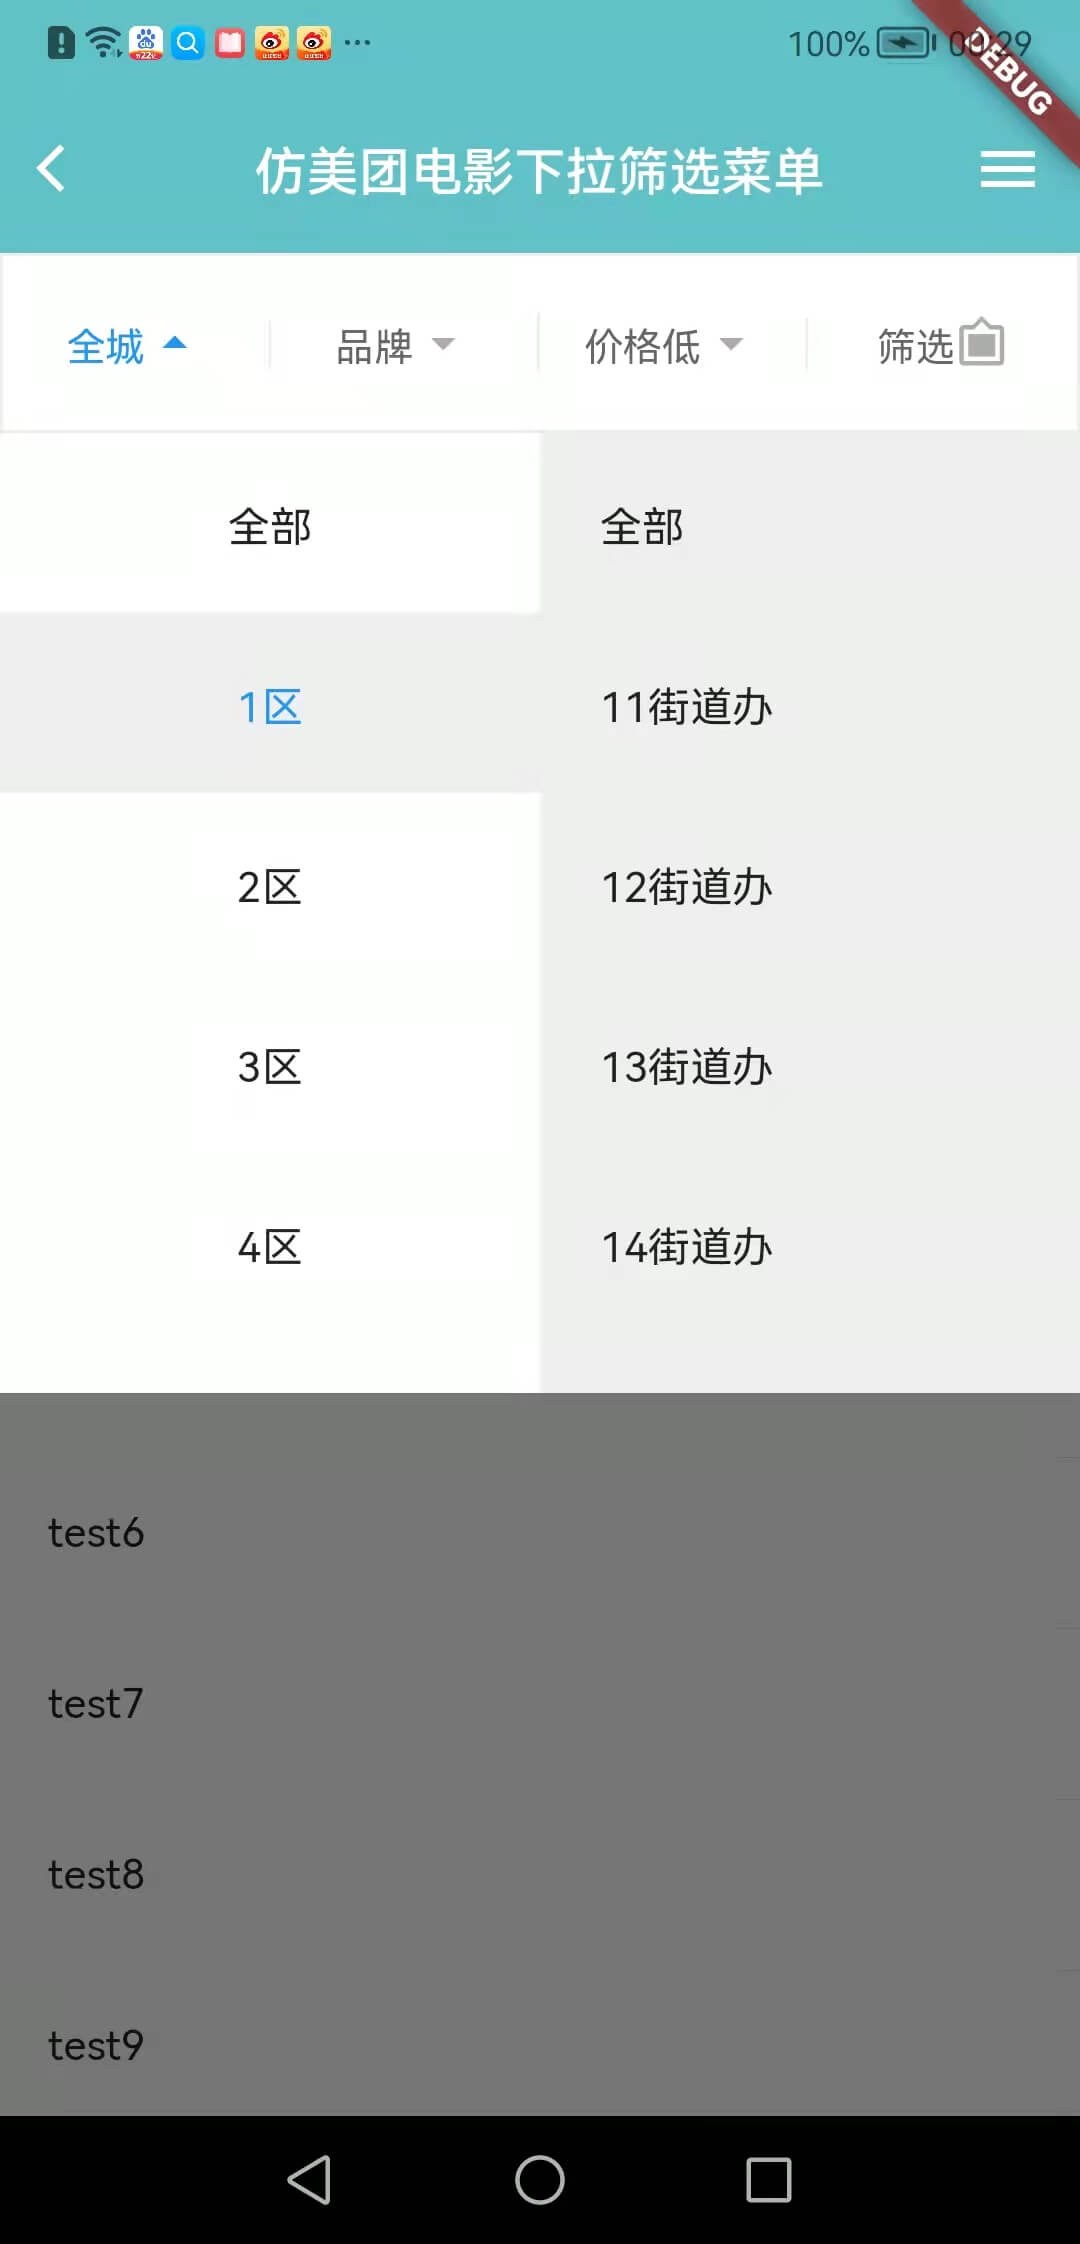 100% 00:29
DEBUG
仿美团电影下拉筛选菜单
全城 品牌 价格低 筛选
全部 全部
1区 11街道办
2区 12街道办
3区 13街道办
4区 14街道办
test6
test7
test8
test9